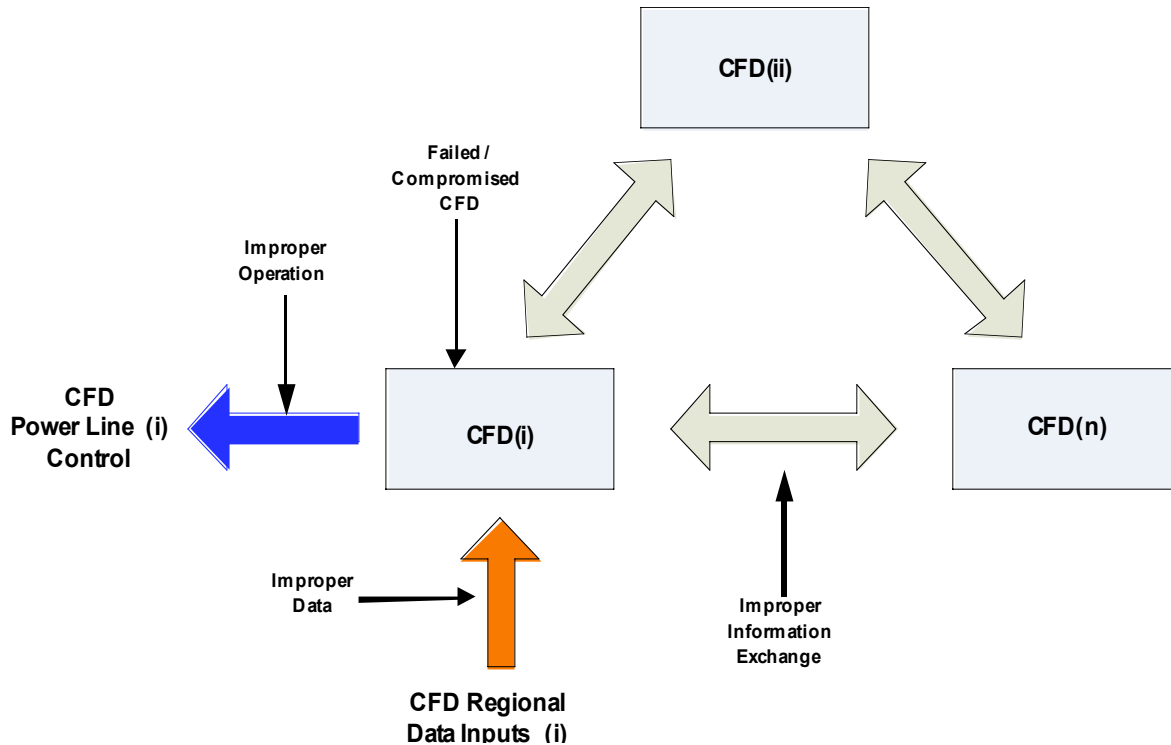 CFD(ii)
Failed/
Compromised
CFD
Improper
Operation
CFD
Power Line (i)
Control
CFD(i)
CFD(n)
Improper
Data
Improper
Information
Exchange
CFD Regional
Data Inputs (i)